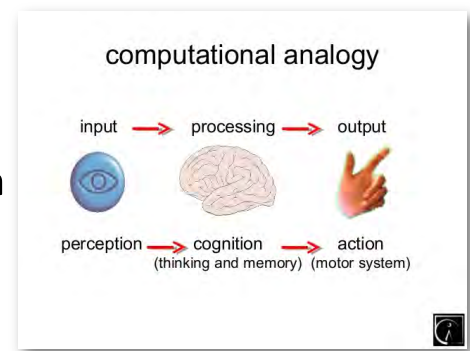 computational analogy
input processing output
perception cognition action
(thinking and memory) (motor system)